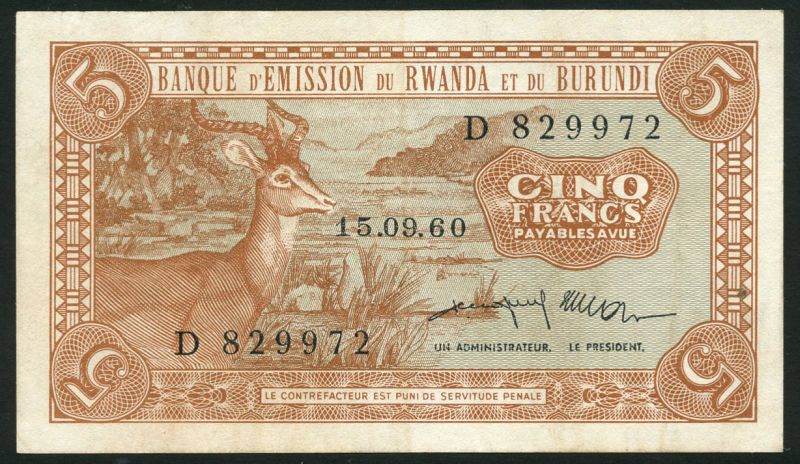 5 5
BANQUE D'EMISSION DU RWANDA ET DU BURUNDI
D 829972
CINQ
FRANCS
PAYABLES A VUE
15.09.60
D 829972
UN ADMINISTRATEUR. LE PRESIDENT.
5 5
LE CONTREFACTEUR EST PUNI DE SERVITUDE PENALE